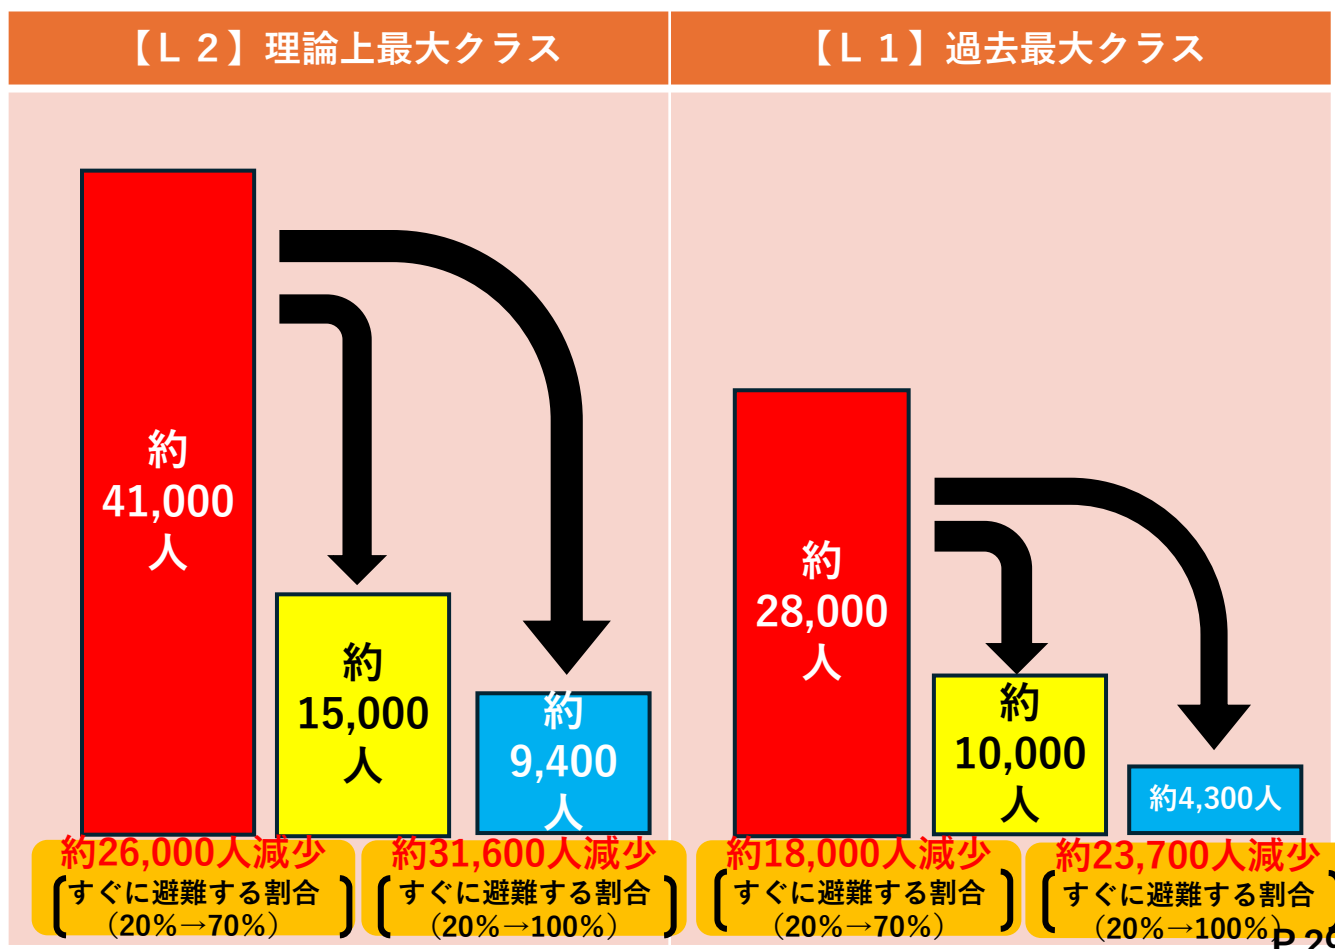 【L 2】理論上最大クラス
【L 1】過去最大クラス
約
41,000
人
約
15,000
人
約
9,400
人
約
28,000
人
約
10,000
人
約4,300人
約26,000人減少
すぐに避難する割合
(20%→70%)
約31,600人減少
すぐに避難する割合
(20%→100%)
約18,000人減少
すぐに避難する割合
(20%→70%)
約23,700人減少
すぐに避難する割合
(20%→100%)
P.29